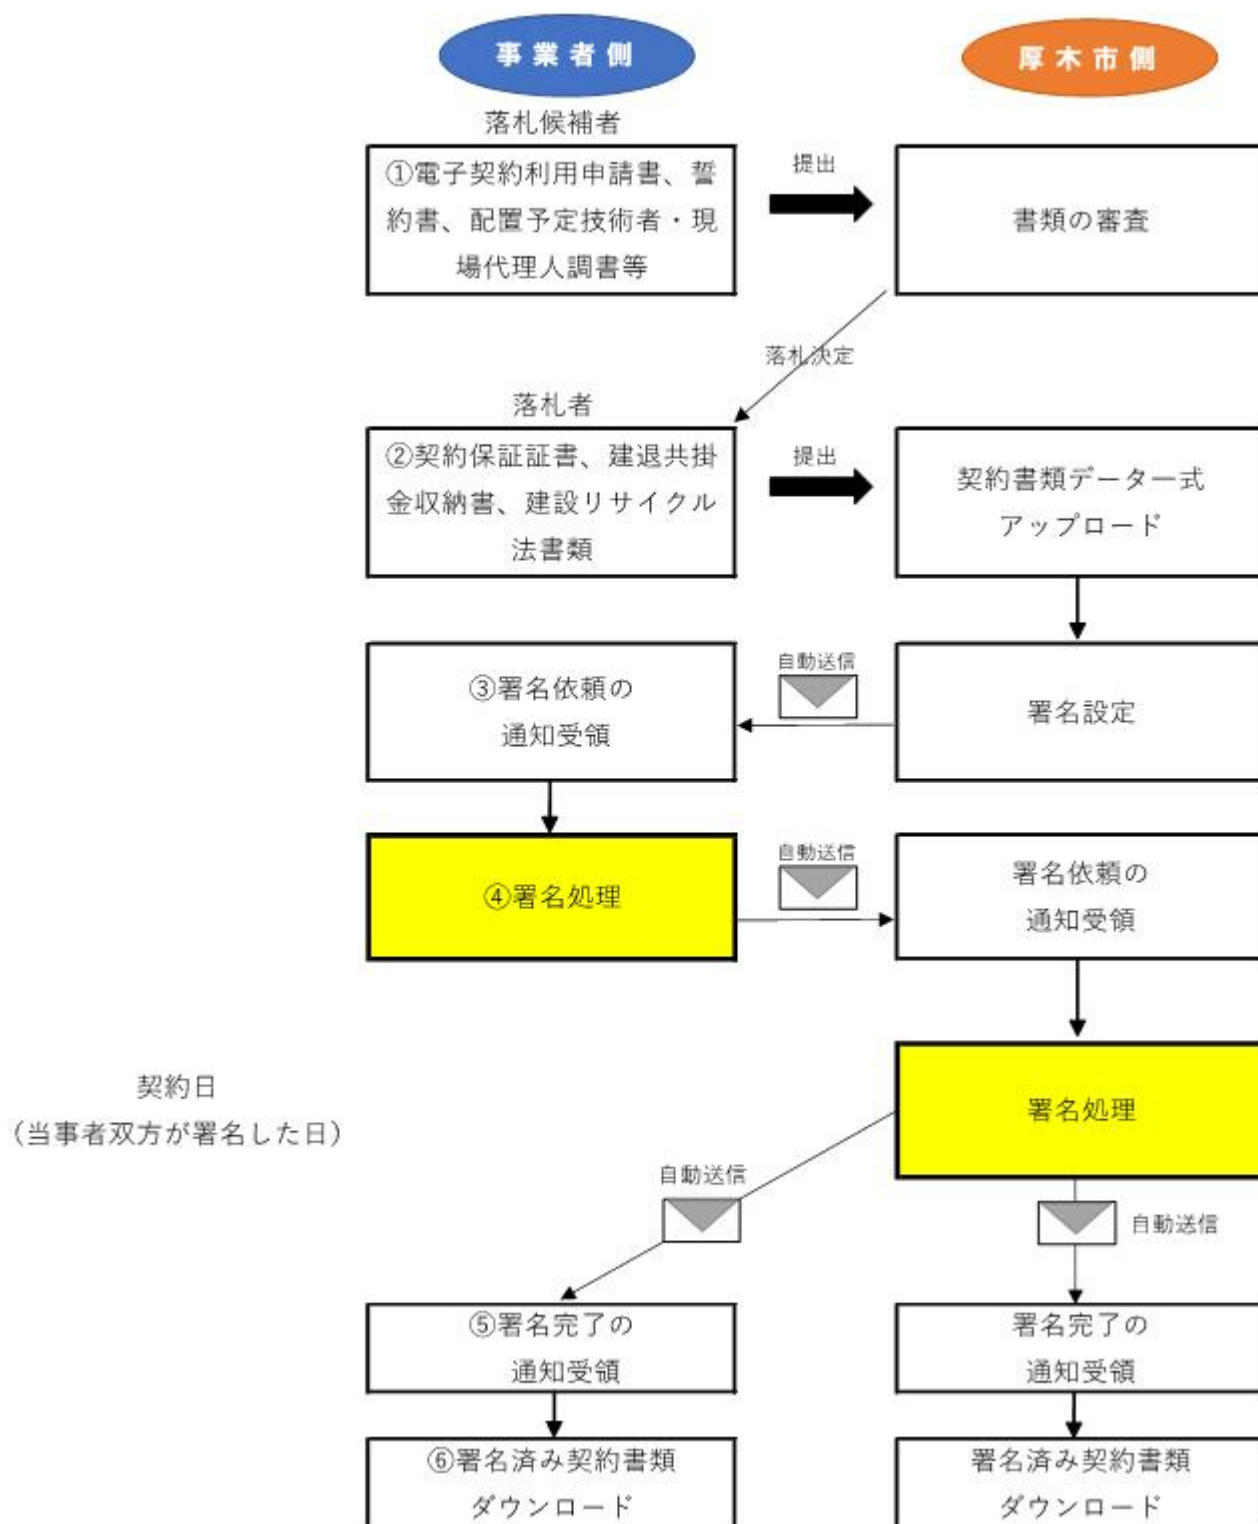 事業者側
厚木市側
落札候補者
①電子契約利用申請書、誓
約書、配置予定技術者・現
場代理人調書等
提出
書類の審査
落札決定
落札者
②契約保証証書、建退共掛
金収納書、建設リサイクル
法書類
提出
契約書類データ一式
アップロード
自動送信
③署名依頼の
通知受領
署名設定
④署名処理
自動送信
署名依頼の
通知受領
契約日
（当事者双方が署名した日）
署名処理
自動送信
自動送信
⑤署名完了の
通知受領
署名完了の
通知受領
⑥署名済み契約書類
ダウンロード
署名済み契約書類
ダウンロード